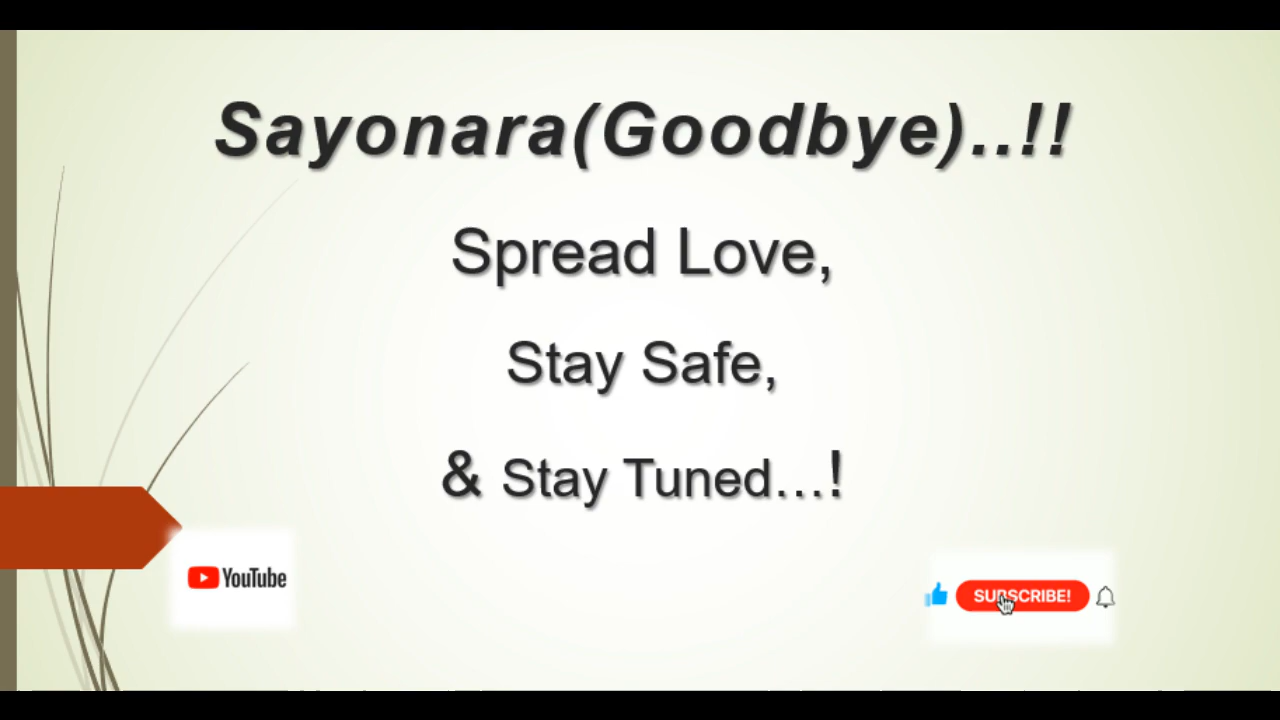 Sayonara(Goodbye)..!!
Spread Love,
Stay Safe,
& Stay Tuned...!
YouTube
SUBSCRIBE!